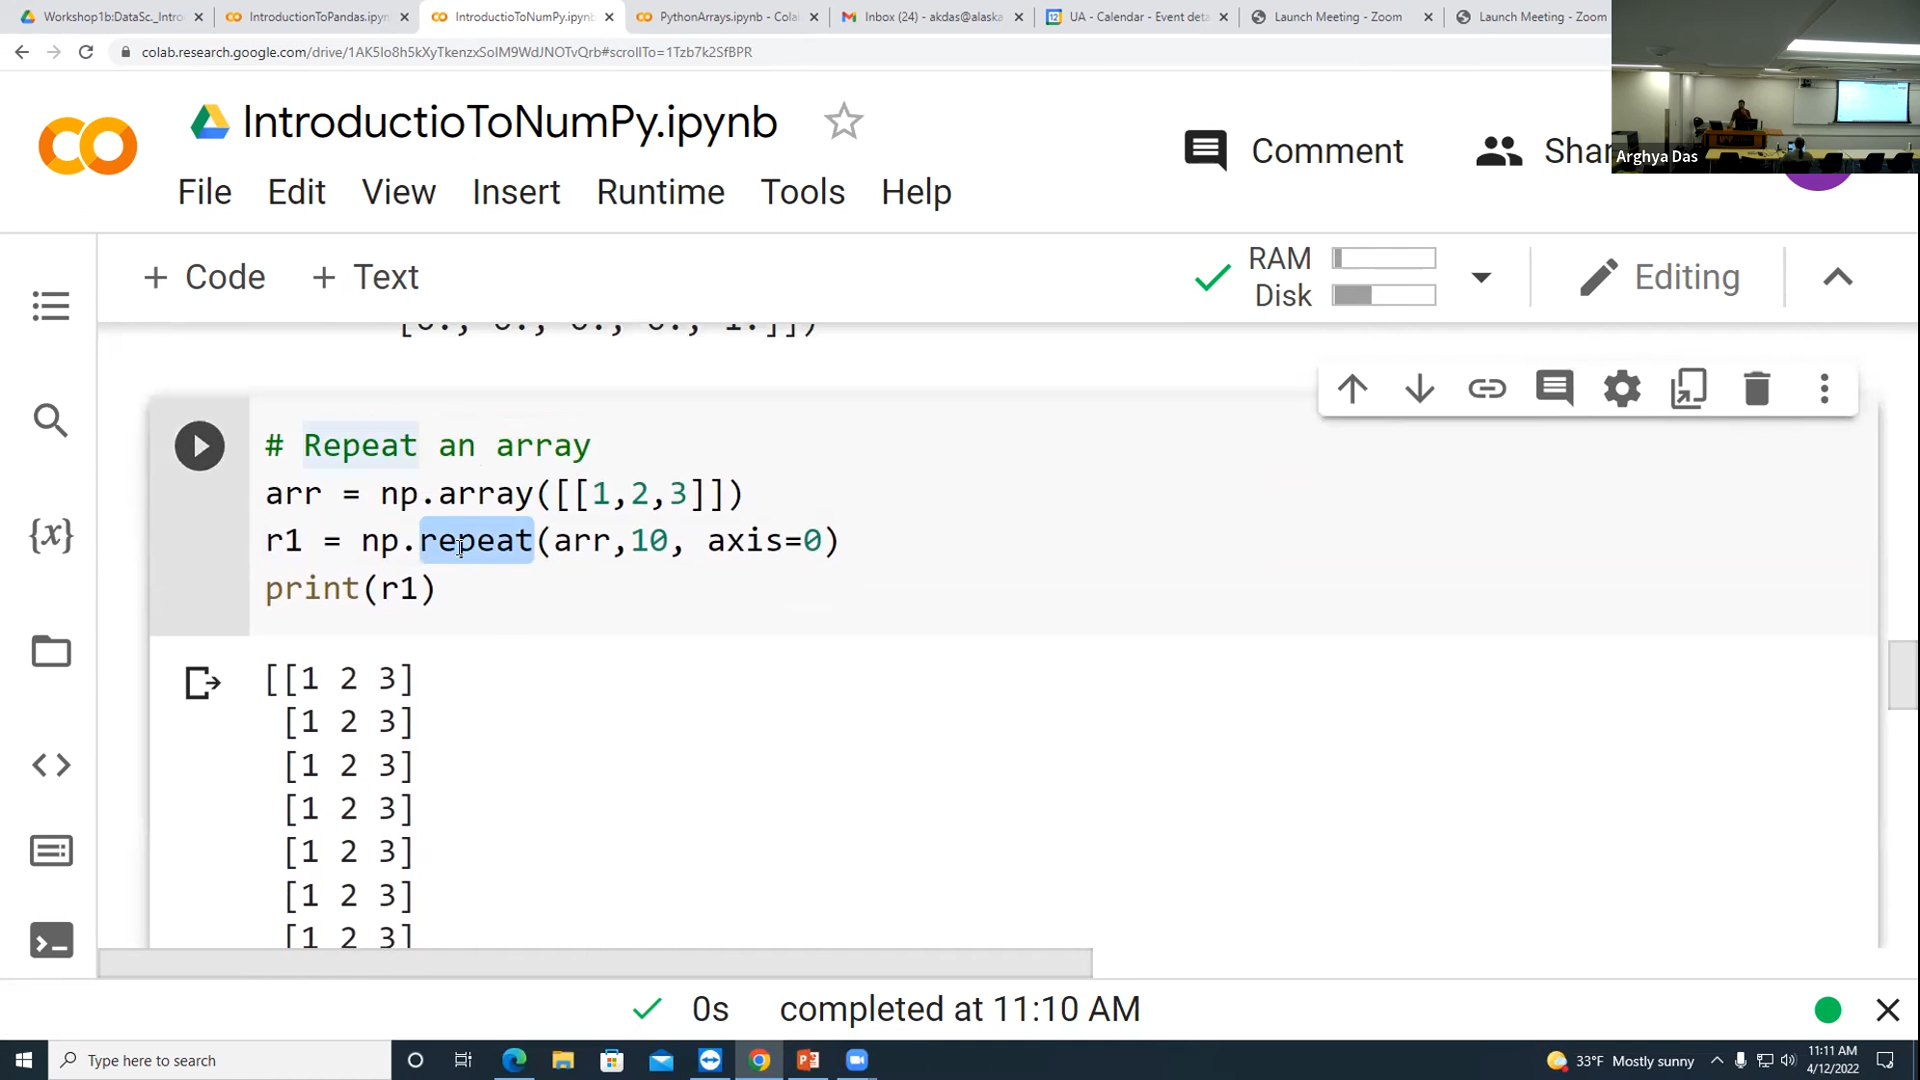 Workshop1b:DataSc._Intro
IntroductionToPandas.ipyn
IntroductioToNumPy.ipynb
PythonArrays.ipynb - Cola
Inbox (24) - akdas@alaska
UA - Calendar - Event deta
Launch Meeting - Zoom
Launch Meeting - Zoom
colab.research.google.com/drive/1AK5Io8h5kXyTkenzxSoIM9WdJNOTvQrb#scrollTo=1Tzb7k2SfBPR
Arghya Das
IntroductioToNumPy.ipynb
Comment
Shar
File Edit View Insert Runtime Tools Help
+ Code + Text
RAM
Disk
Editing
# Repeat an array
arr = np.array([[1,2,3]])
r1 = np.repeat(arr,10, axis=0)
print(r1)
[[1 2 3]
[1 2 3]
[1 2 3]
[1 2 3]
[1 2 3]
[1 2 3]
[1 2 3]
0s completed at 11:10 AM
Type here to search
33°F Mostly sunny
11:11 AM
4/12/2022